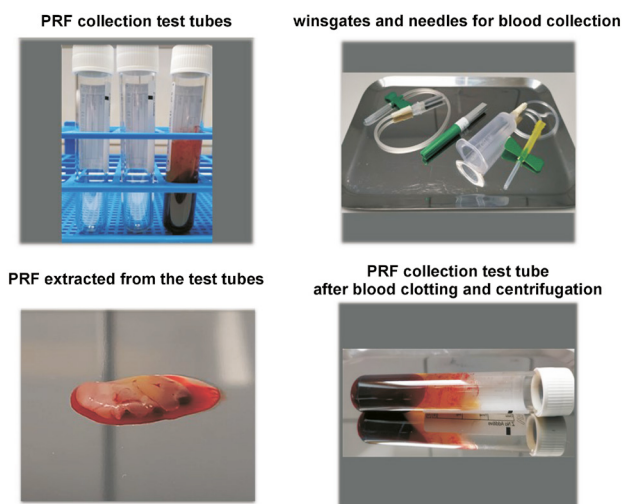 PRF collection test tubes
winsgates and needles for blood collection
PRF extracted from the test tubes
PRF collection test tube
after blood clotting and centrifugation